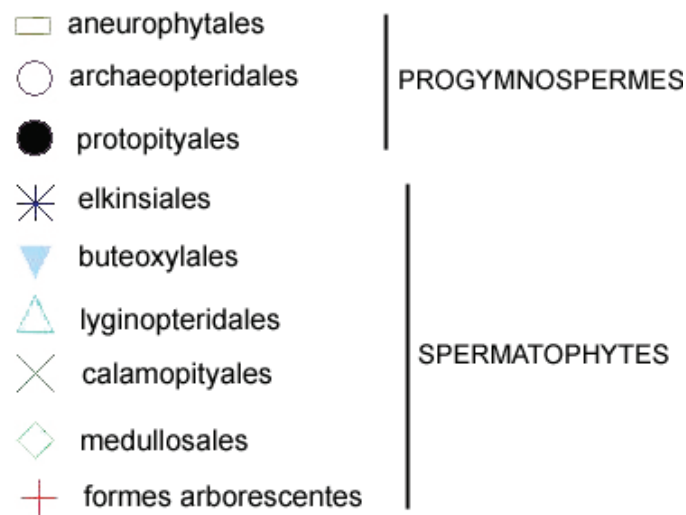 aneurophytales
archaeopteridales
PROGYMNOSPERMES
protopityales
elkinsiales
buteoxylales
lyginopteridales
SPERMATOPHYTES
calamopityales
medullosales
formes arborescentes